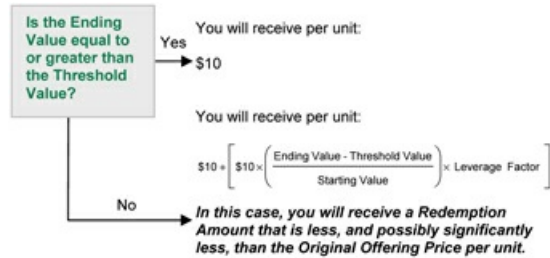 Is the Ending
Value equal to
or greater than
the Threshold
Value?
Yes
You will receive per unit:
$10
You will receive per unit:
$10 + [ $10 × ( Ending Value - Threshold Value / Starting Value ) × Leverage Factor ]
No
In this case, you will receive a Redemption
Amount that is less, and possibly significantly
less, than the Original Offering Price per unit.